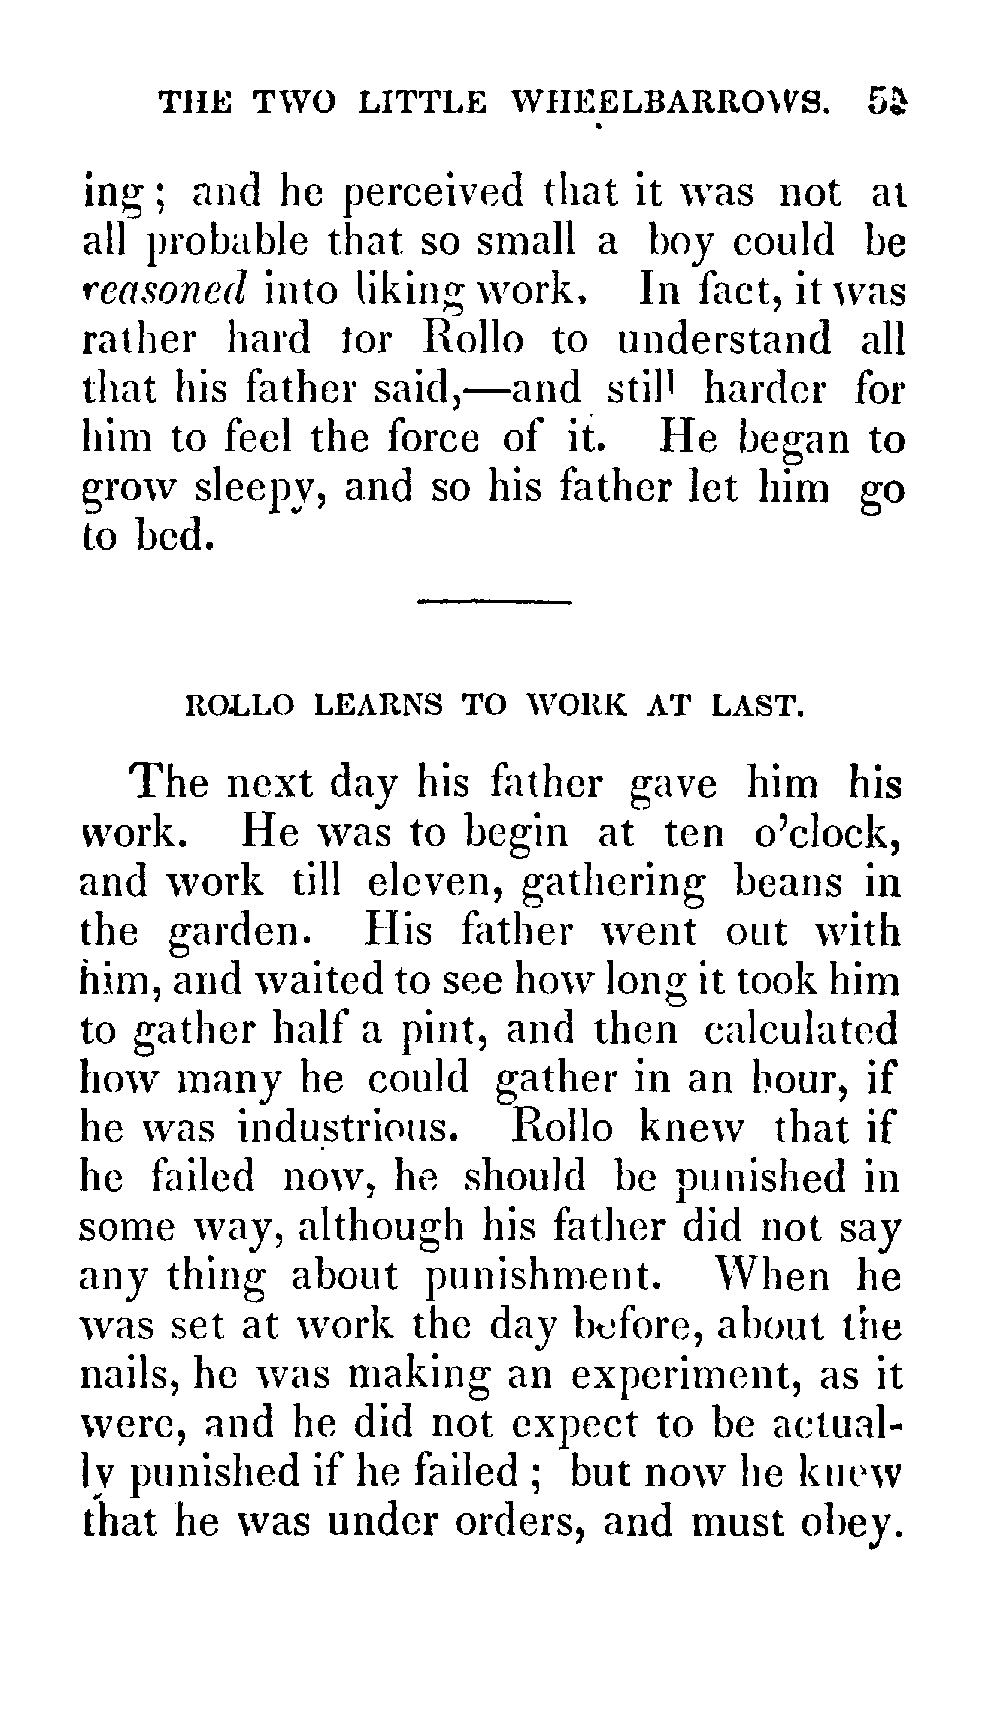 THE TWO LITTLE WHEELBARROWS.
ing; and he perceived that it was not at
all probable that so small a boy could be
reasoned into liking work. In fact, it was
rather hard for Rollo to understand all
that his father said,—and still harder for
him to feel the force of it. He began to
grow sleepy, and so his father let him go
to bed.
ROLLO LEARNS TO WORK AT LAST.
The next day his father gave him his
work. He was to begin at ten o'clock,
and work till eleven, gathering beans in
the garden. His father went out with
him, and waited to see how long it took him
to gather half a pint, and then calculated
how many he could gather in an hour, if
he was industrious. Rollo knew that if
he failed now, he should be punished in
some way, although his father did not say
any thing about punishment. When he
was set at work the day before, about the
nails, he was making an experiment, as it
were, and he did not expect to be actual-
ly punished if he failed; but now he knew
that he was under orders, and must obey.